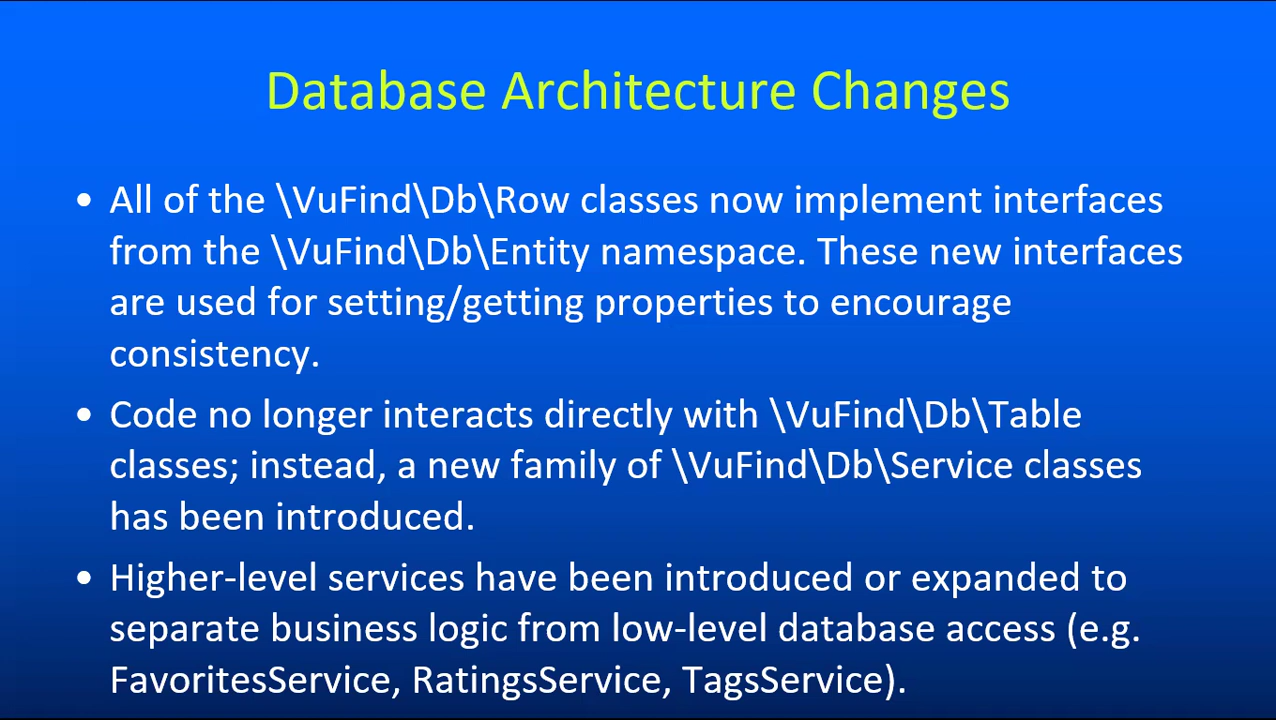 Database Architecture Changes
• All of the \VuFind\Db\Row classes now implement interfaces
from the \VuFind\Db\Entity namespace. These new interfaces
are used for setting/getting properties to encourage
consistency.
• Code no longer interacts directly with \VuFind\Db\Table
classes; instead, a new family of \VuFind\Db\Service classes
has been introduced.
• Higher-level services have been introduced or expanded to
separate business logic from low-level database access (e.g.
FavoritesService, RatingsService, TagsService).